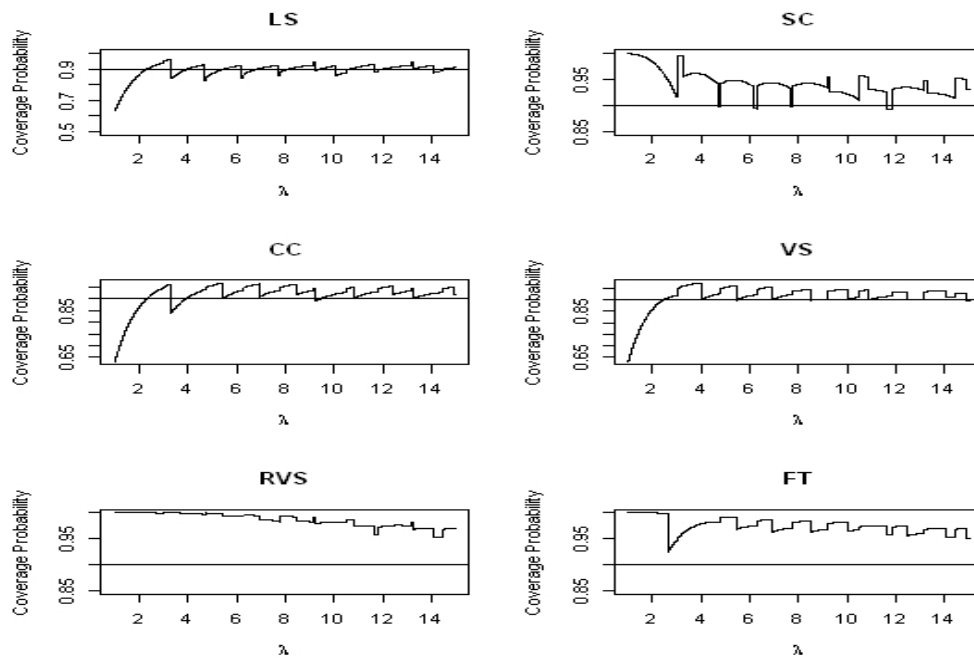 LS
Coverage Probability
0.5 0.7 0.9
2 4 6 8 10 12 14
λ
SC
Coverage Probability
0.85 0.95
2 4 6 8 10 12 14
λ
CC
Coverage Probability
0.65 0.85
2 4 6 8 10 12 14
λ
VS
Coverage Probability
0.65 0.85
2 4 6 8 10 12 14
λ
RVS
Coverage Probability
0.85 0.95
2 4 6 8 10 12 14
λ
FT
Coverage Probability
0.85 0.95
2 4 6 8 10 12 14
λ